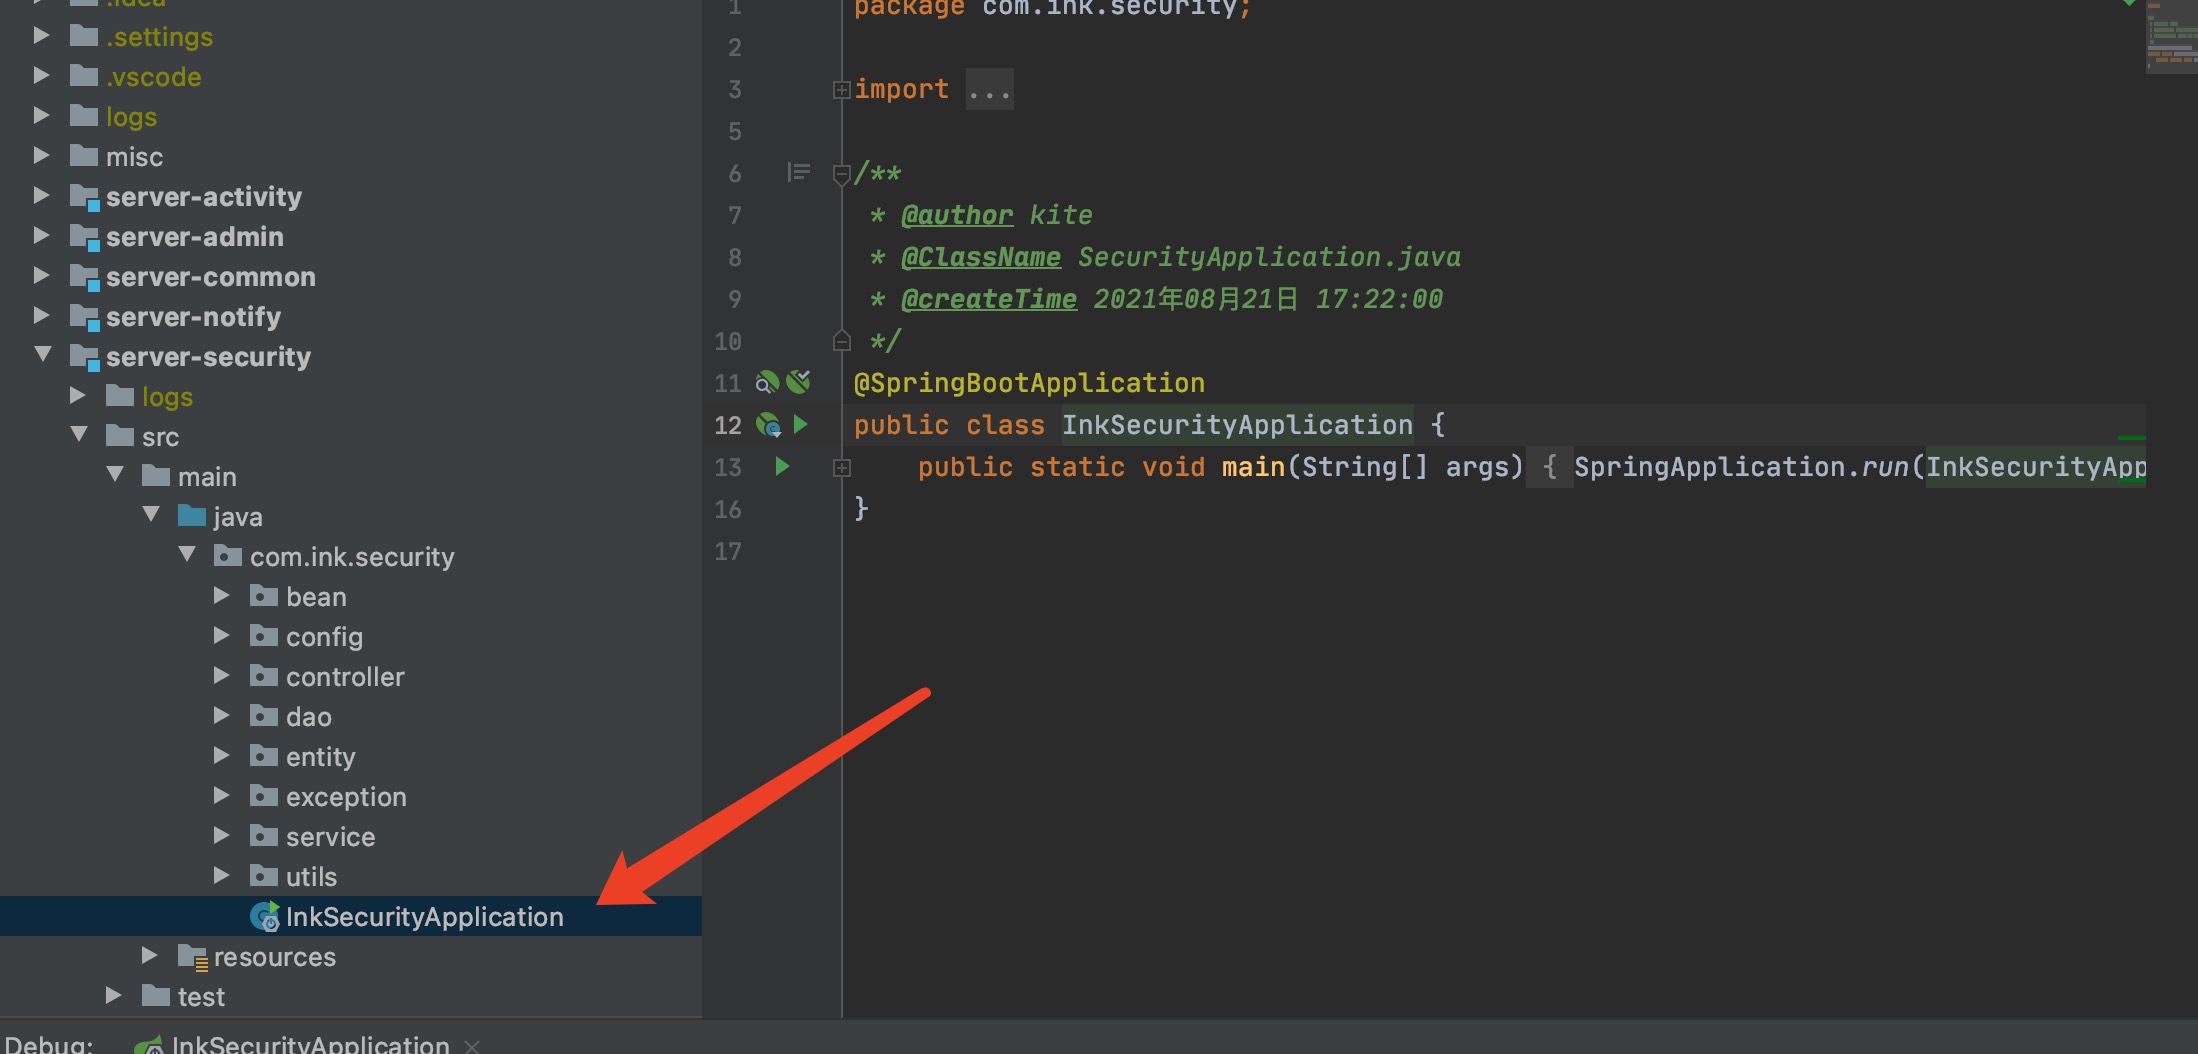 .idea
.settings
.vscode
logs
misc
server-activity
server-admin
server-common
server-notify
server-security
logs
src
main
java
com.ink.security
bean
config
controller
dao
entity
exception
service
utils
InkSecurityApplication
resources
test
1 package com.ink.security;
2
3 import ...
5
6 /**
7 * @author kite
8 * @ClassName SecurityApplication.java
9 * @createTime 2021年08月21日 17:22:00
10 */
11 @SpringBootApplication
12 public class InkSecurityApplication {
13 public static void main(String[] args) { SpringApplication.run(InkSecurityApp
16 }
17
Debug: InkSecurityApplication ×